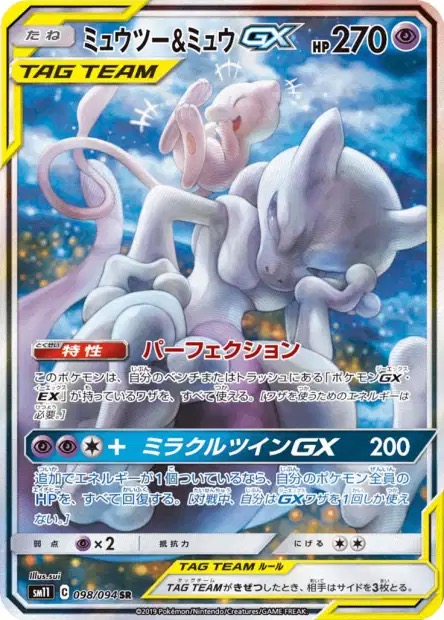 たね ミュウツー&ミュウGX HP270
TAG TEAM
とくせい
特性 パーフェクション
このポケモンは、自分のベンチまたはトラッシュにある「ポケモンGX・
EX」が持っているワザを、すべて使える。[ワザを使うためのエネルギーは
必要。]
+ ミラクルツインGX 200
追加でエネルギーが1個ついているなら、自分のポケモン全員の
HPを、すべて回復する。[対戦中、自分はGXワザを1回しか使え
ない。]
弱点 ×2 抵抗力 にげる
Illus.sui
TAG TEAM ルール
sm11 C 098/094 SR
TAG TEAMがきぜつしたとき、相手はサイドを3枚とる。
©2019 Pokémon/Nintendo/Creatures/GAME FREAK.